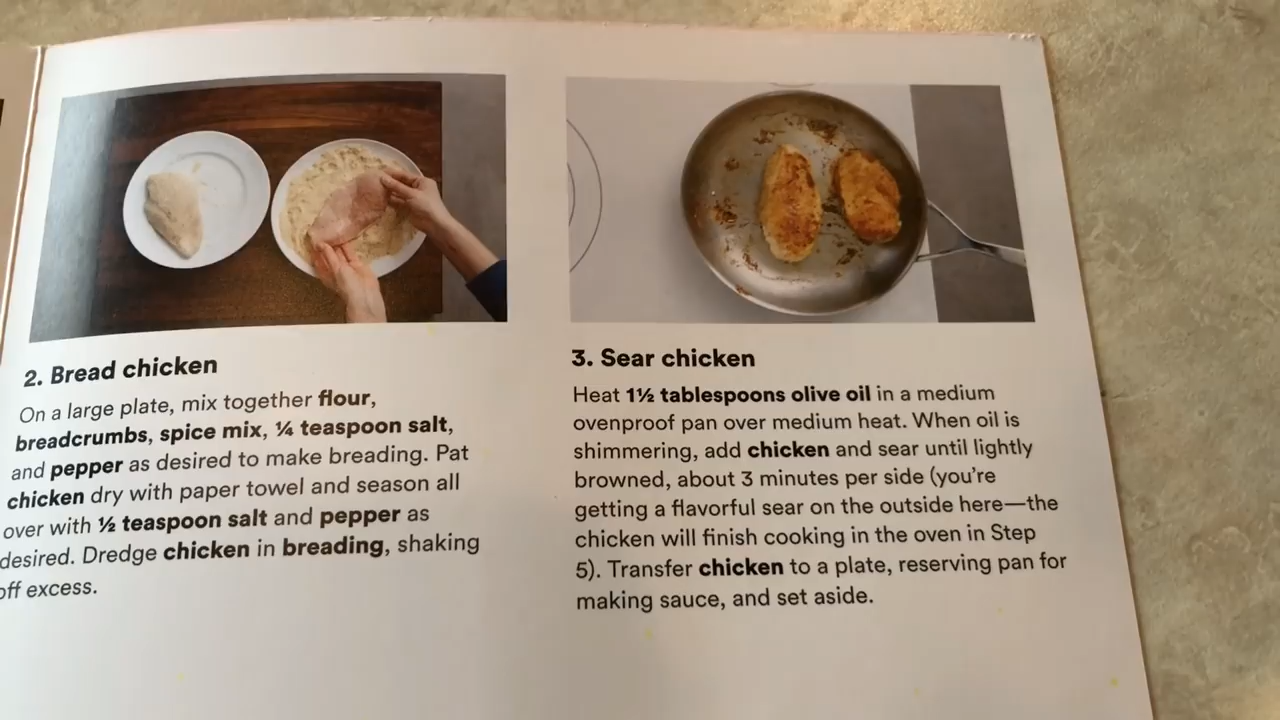 2. Bread chicken
On a large plate, mix together flour,
breadcrumbs, spice mix, ¼ teaspoon salt,
and pepper as desired to make breading. Pat
chicken dry with paper towel and season all
over with ½ teaspoon salt and pepper as
desired. Dredge chicken in breading, shaking
off excess.
3. Sear chicken
Heat 1½ tablespoons olive oil in a medium
ovenproof pan over medium heat. When oil is
shimmering, add chicken and sear until lightly
browned, about 3 minutes per side (you're
getting a flavorful sear on the outside here—the
chicken will finish cooking in the oven in Step
5). Transfer chicken to a plate, reserving pan for
making sauce, and set aside.